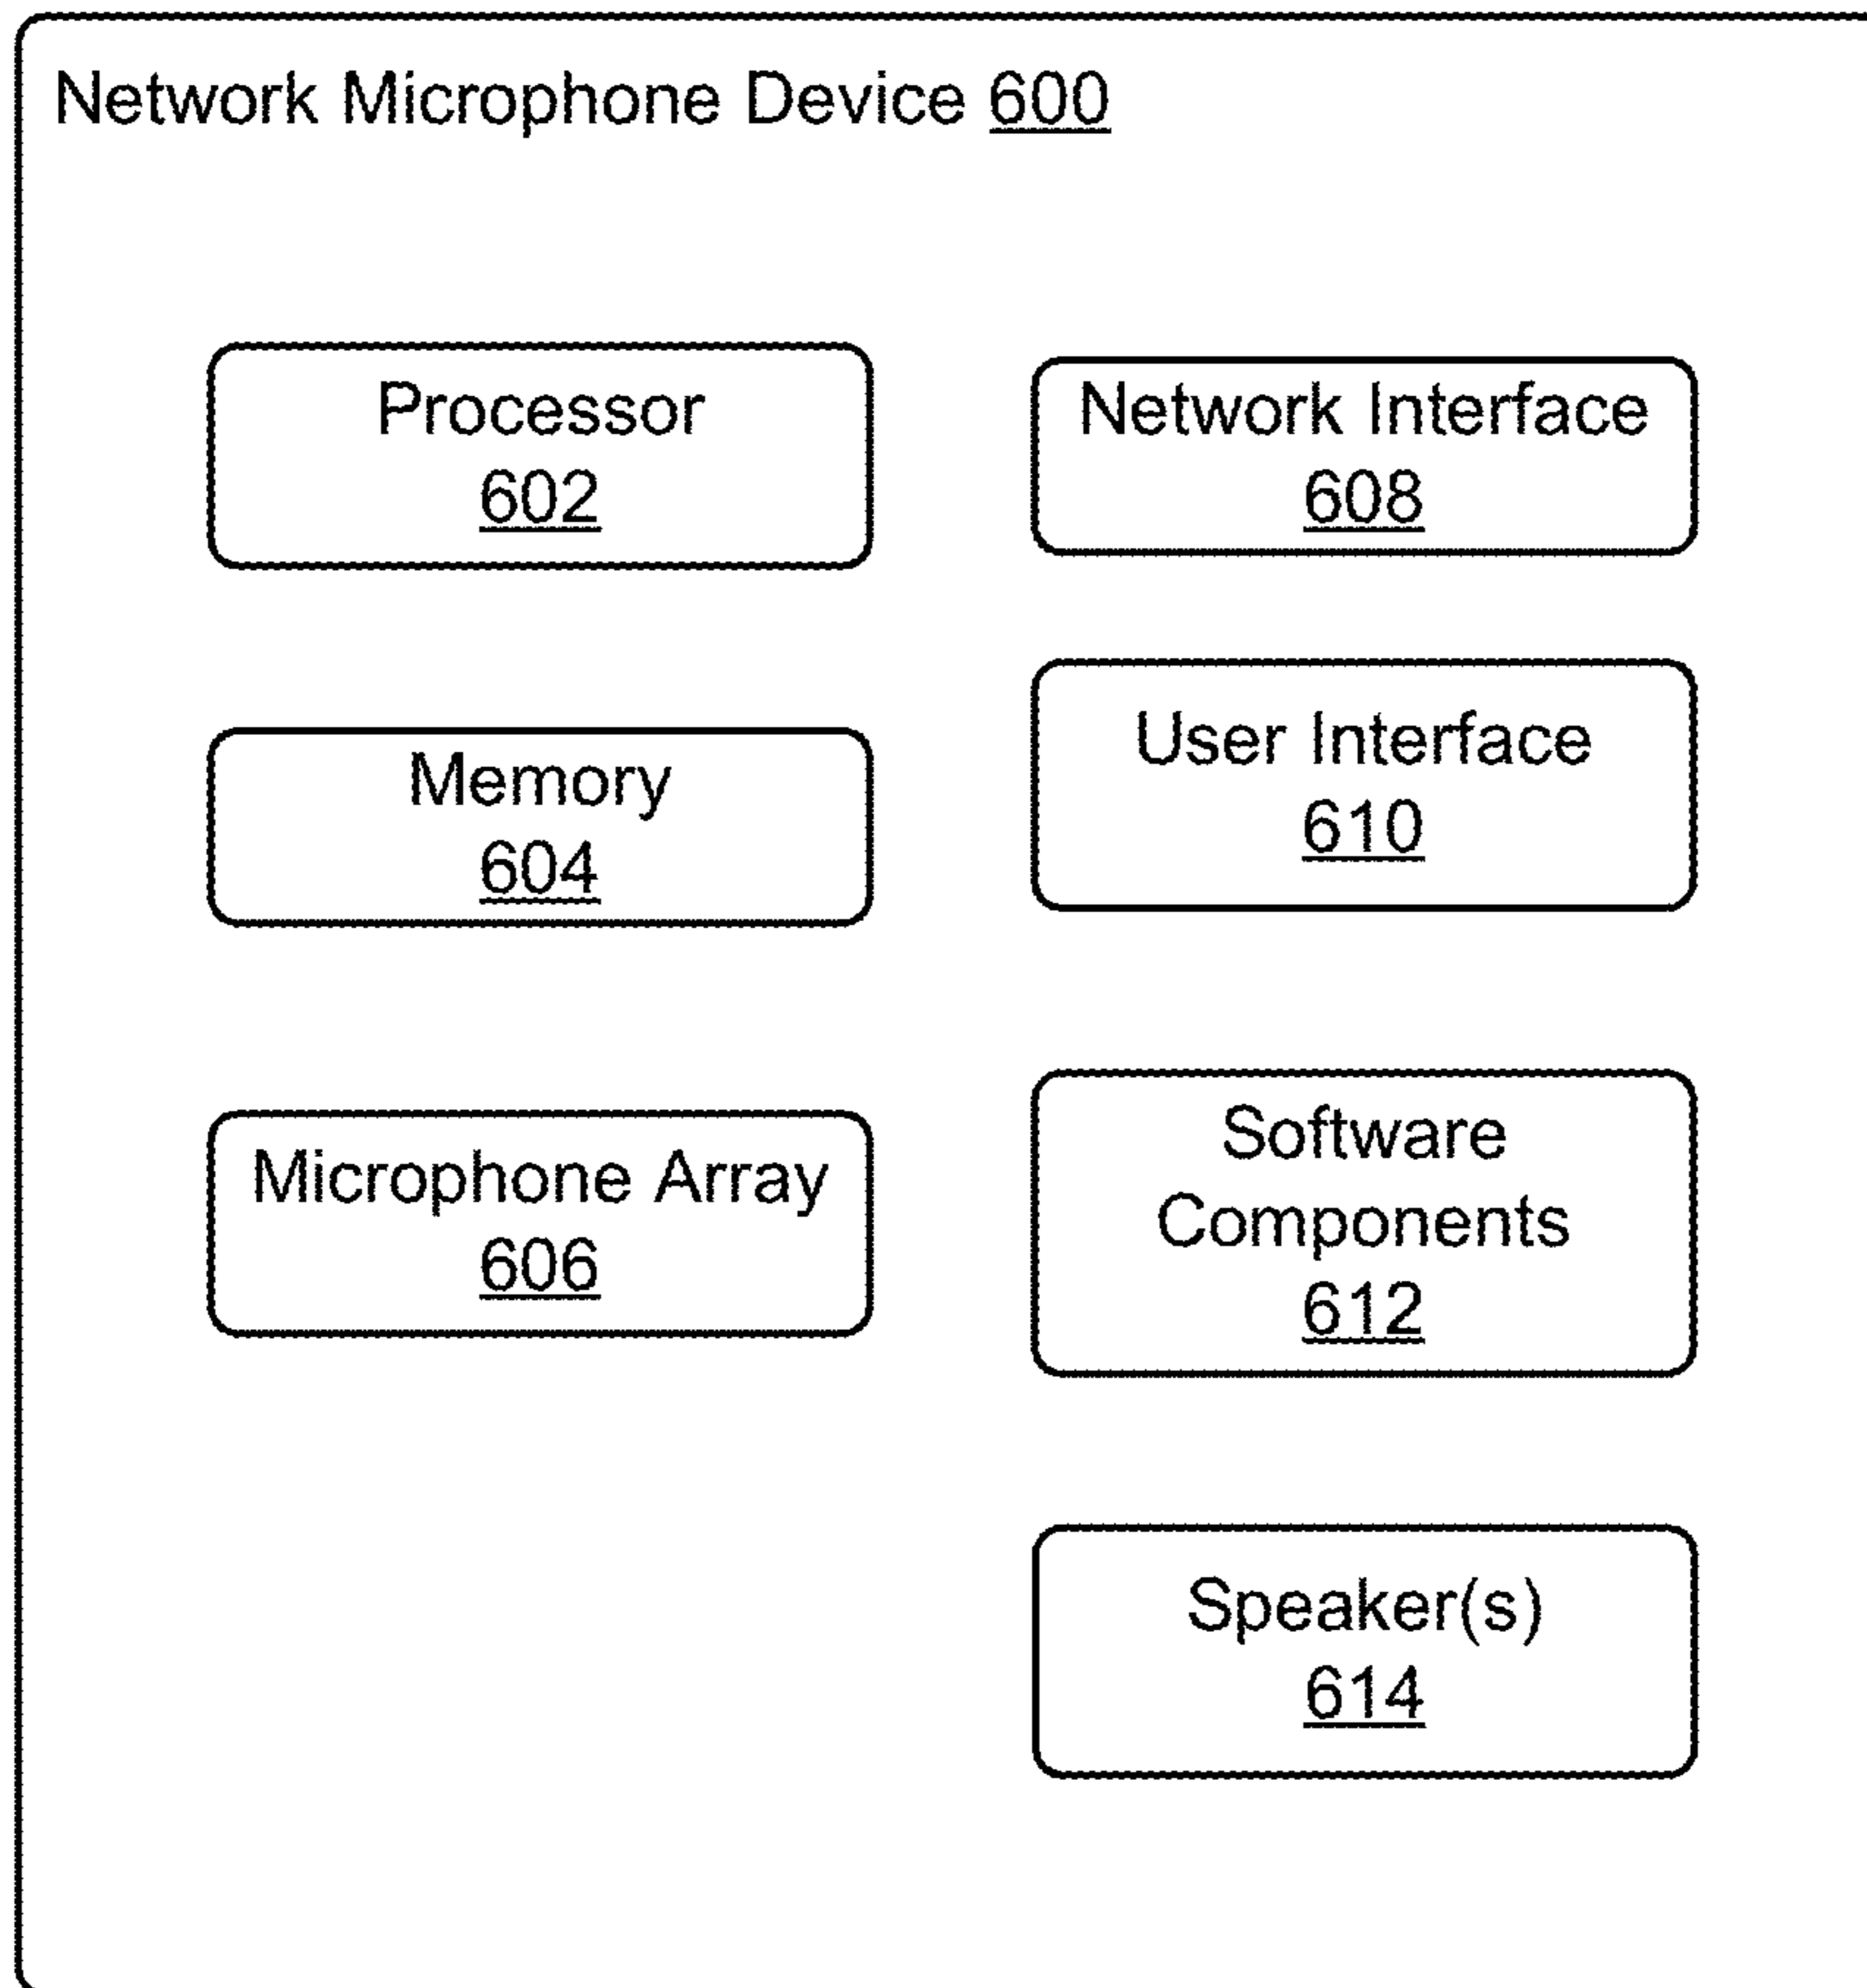 Network Microphone Device 600
Processor
602
Memory
604
Microphone Array
606
Network Interface
608
User Interface
610
Software
Components
612
Speaker(s)
614